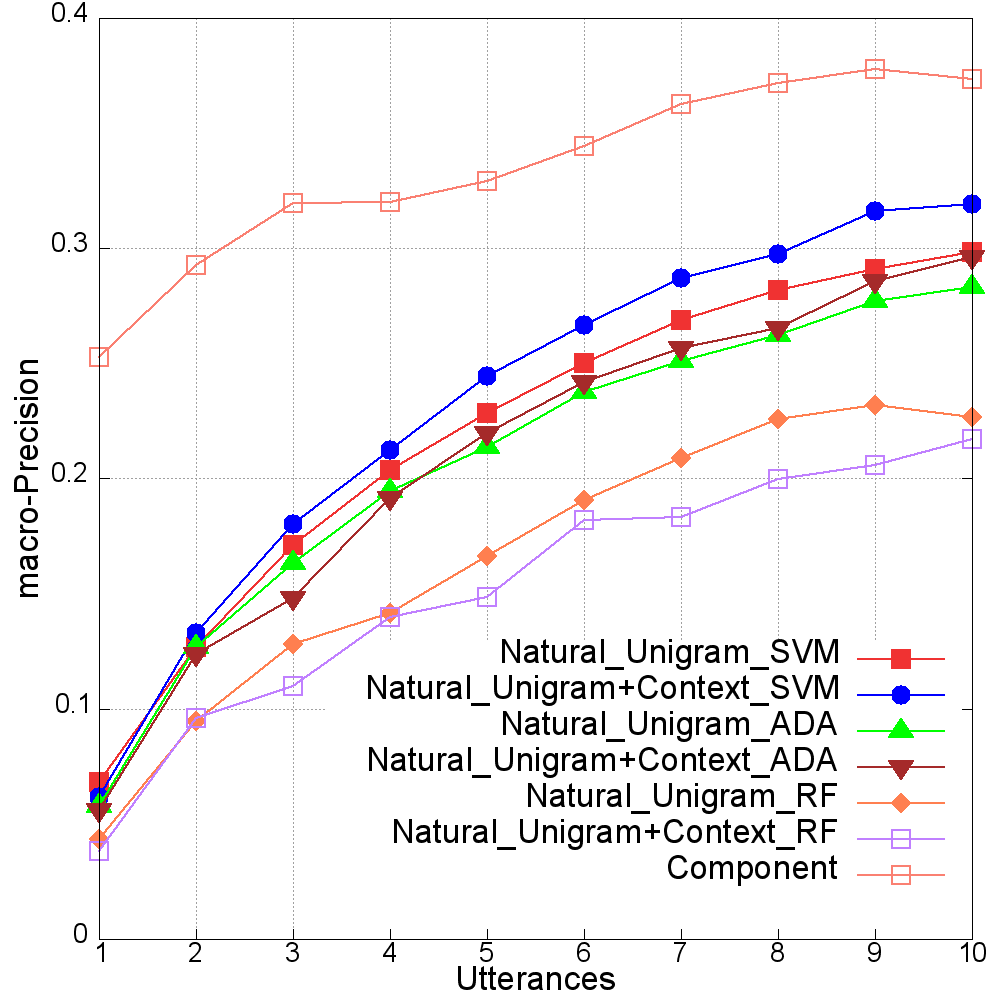 0.4
0.3
0.2
0.1
0
macro-Precision
Natural_Unigram_SVM
Natural_Unigram+Context_SVM
Natural_Unigram_ADA
Natural_Unigram+Context_ADA
Natural_Unigram_RF
Natural_Unigram+Context_RF
Component
1 2 3 4 5 6 7 8 9 10
Utterances